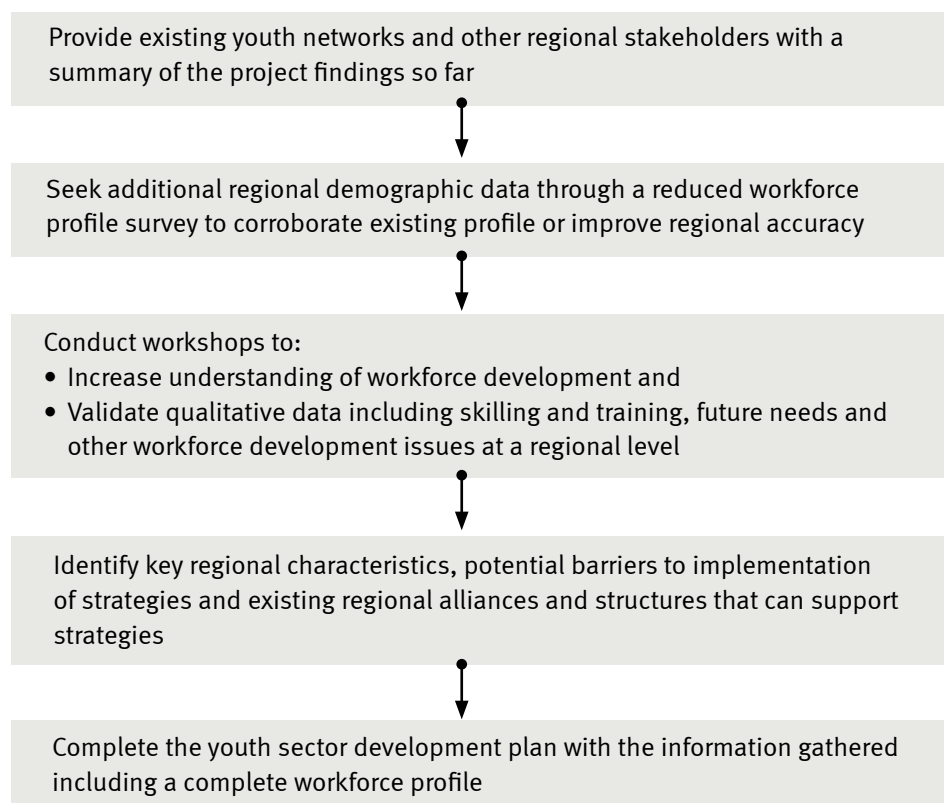 Provide existing youth networks and other regional stakeholders with a
summary of the project findings so far
Seek additional regional demographic data through a reduced workforce
profile survey to corroborate existing profile or improve regional accuracy
Conduct workshops to:
• Increase understanding of workforce development and
• Validate qualitative data including skilling and training, future needs and
other workforce development issues at a regional level
Identify key regional characteristics, potential barriers to implementation
of strategies and existing regional alliances and structures that can support
strategies
Complete the youth sector development plan with the information gathered
including a complete workforce profile